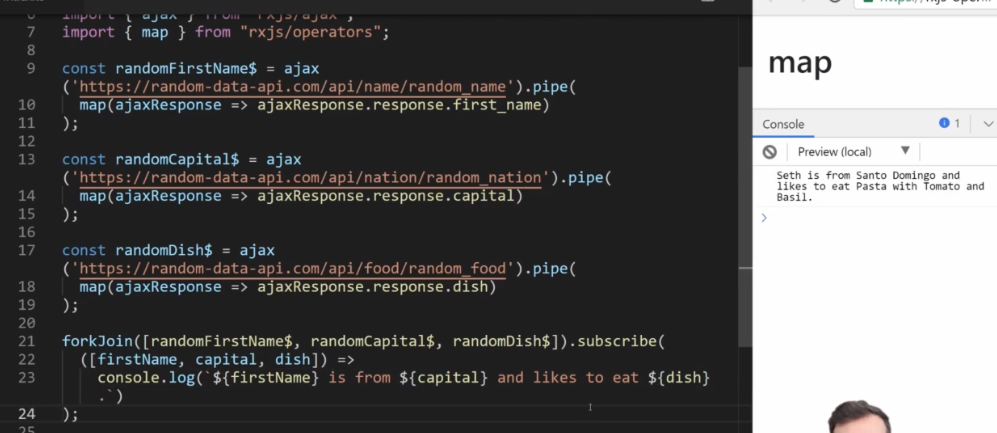 6 import { ajax } from "rxjs/ajax";
7 import { map } from "rxjs/operators";
8
9 const randomFirstName$ = ajax
('https://random-data-api.com/api/name/random_name').pipe(
10 map(ajaxResponse => ajaxResponse.response.first_name)
11 );
12
13 const randomCapital$ = ajax
('https://random-data-api.com/api/nation/random_nation').pipe(
14 map(ajaxResponse => ajaxResponse.response.capital)
15 );
16
17 const randomDish$ = ajax
('https://random-data-api.com/api/food/random_food').pipe(
18 map(ajaxResponse => ajaxResponse.response.dish)
19 );
20
21 forkJoin([randomFirstName$, randomCapital$, randomDish$]).subscribe(
22 ([firstName, capital, dish]) =>
23 console.log(`${firstName} is from ${capital} and likes to eat ${dish}
.`)
24 );
25
map
Console
1
Preview (local)
Seth is from Santo Domingo and
likes to eat Pasta with Tomato and
Basil.